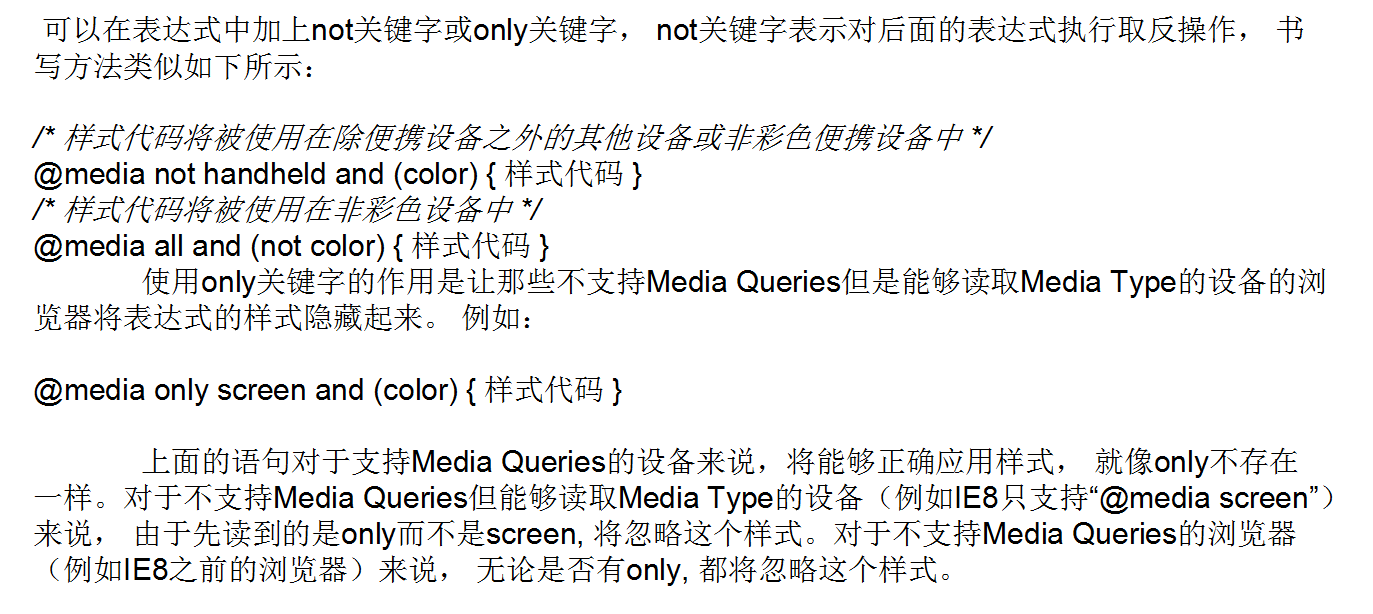 可以在表达式中加上not关键字或only关键字， not关键字表示对后面的表达式执行取反操作， 书
写方法类似如下所示：
/* 样式代码将被使用在除便携设备之外的其他设备或非彩色便携设备中 */
@media not handheld and (color) { 样式代码 }
/* 样式代码将被使用在非彩色设备中 */
@media all and (not color) { 样式代码 }
使用only关键字的作用是让那些不支持Media Queries但是能够读取Media Type的设备的浏
览器将表达式的样式隐藏起来。 例如：
@media only screen and (color) { 样式代码 }
上面的语句对于支持Media Queries的设备来说，将能够正确应用样式， 就像only不存在
一样。对于不支持Media Queries但能够读取Media Type的设备（例如IE8只支持“@media screen”）
来说， 由于先读到的是only而不是screen, 将忽略这个样式。对于不支持Media Queries的浏览器
（例如IE8之前的浏览器）来说， 无论是否有only, 都将忽略这个样式。